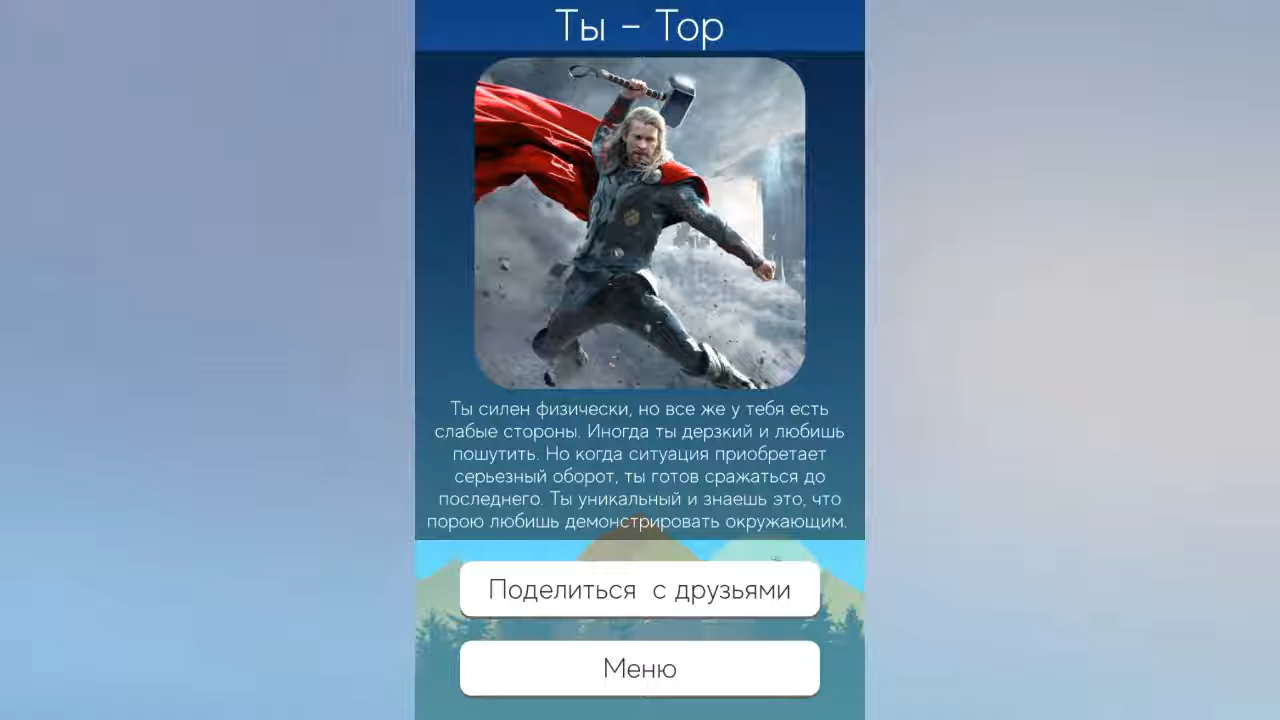 Ты – Тор
Ты силен физически, но все же у тебя есть
слабые стороны. Иногда ты дерзкий и любишь
пошутить. Но когда ситуация приобретает
серьезный оборот, ты готов сражаться до
последнего. Ты уникальный и знаешь это, что
порою любишь демонстрировать окружающим.
Поделиться  с друзьями
Меню